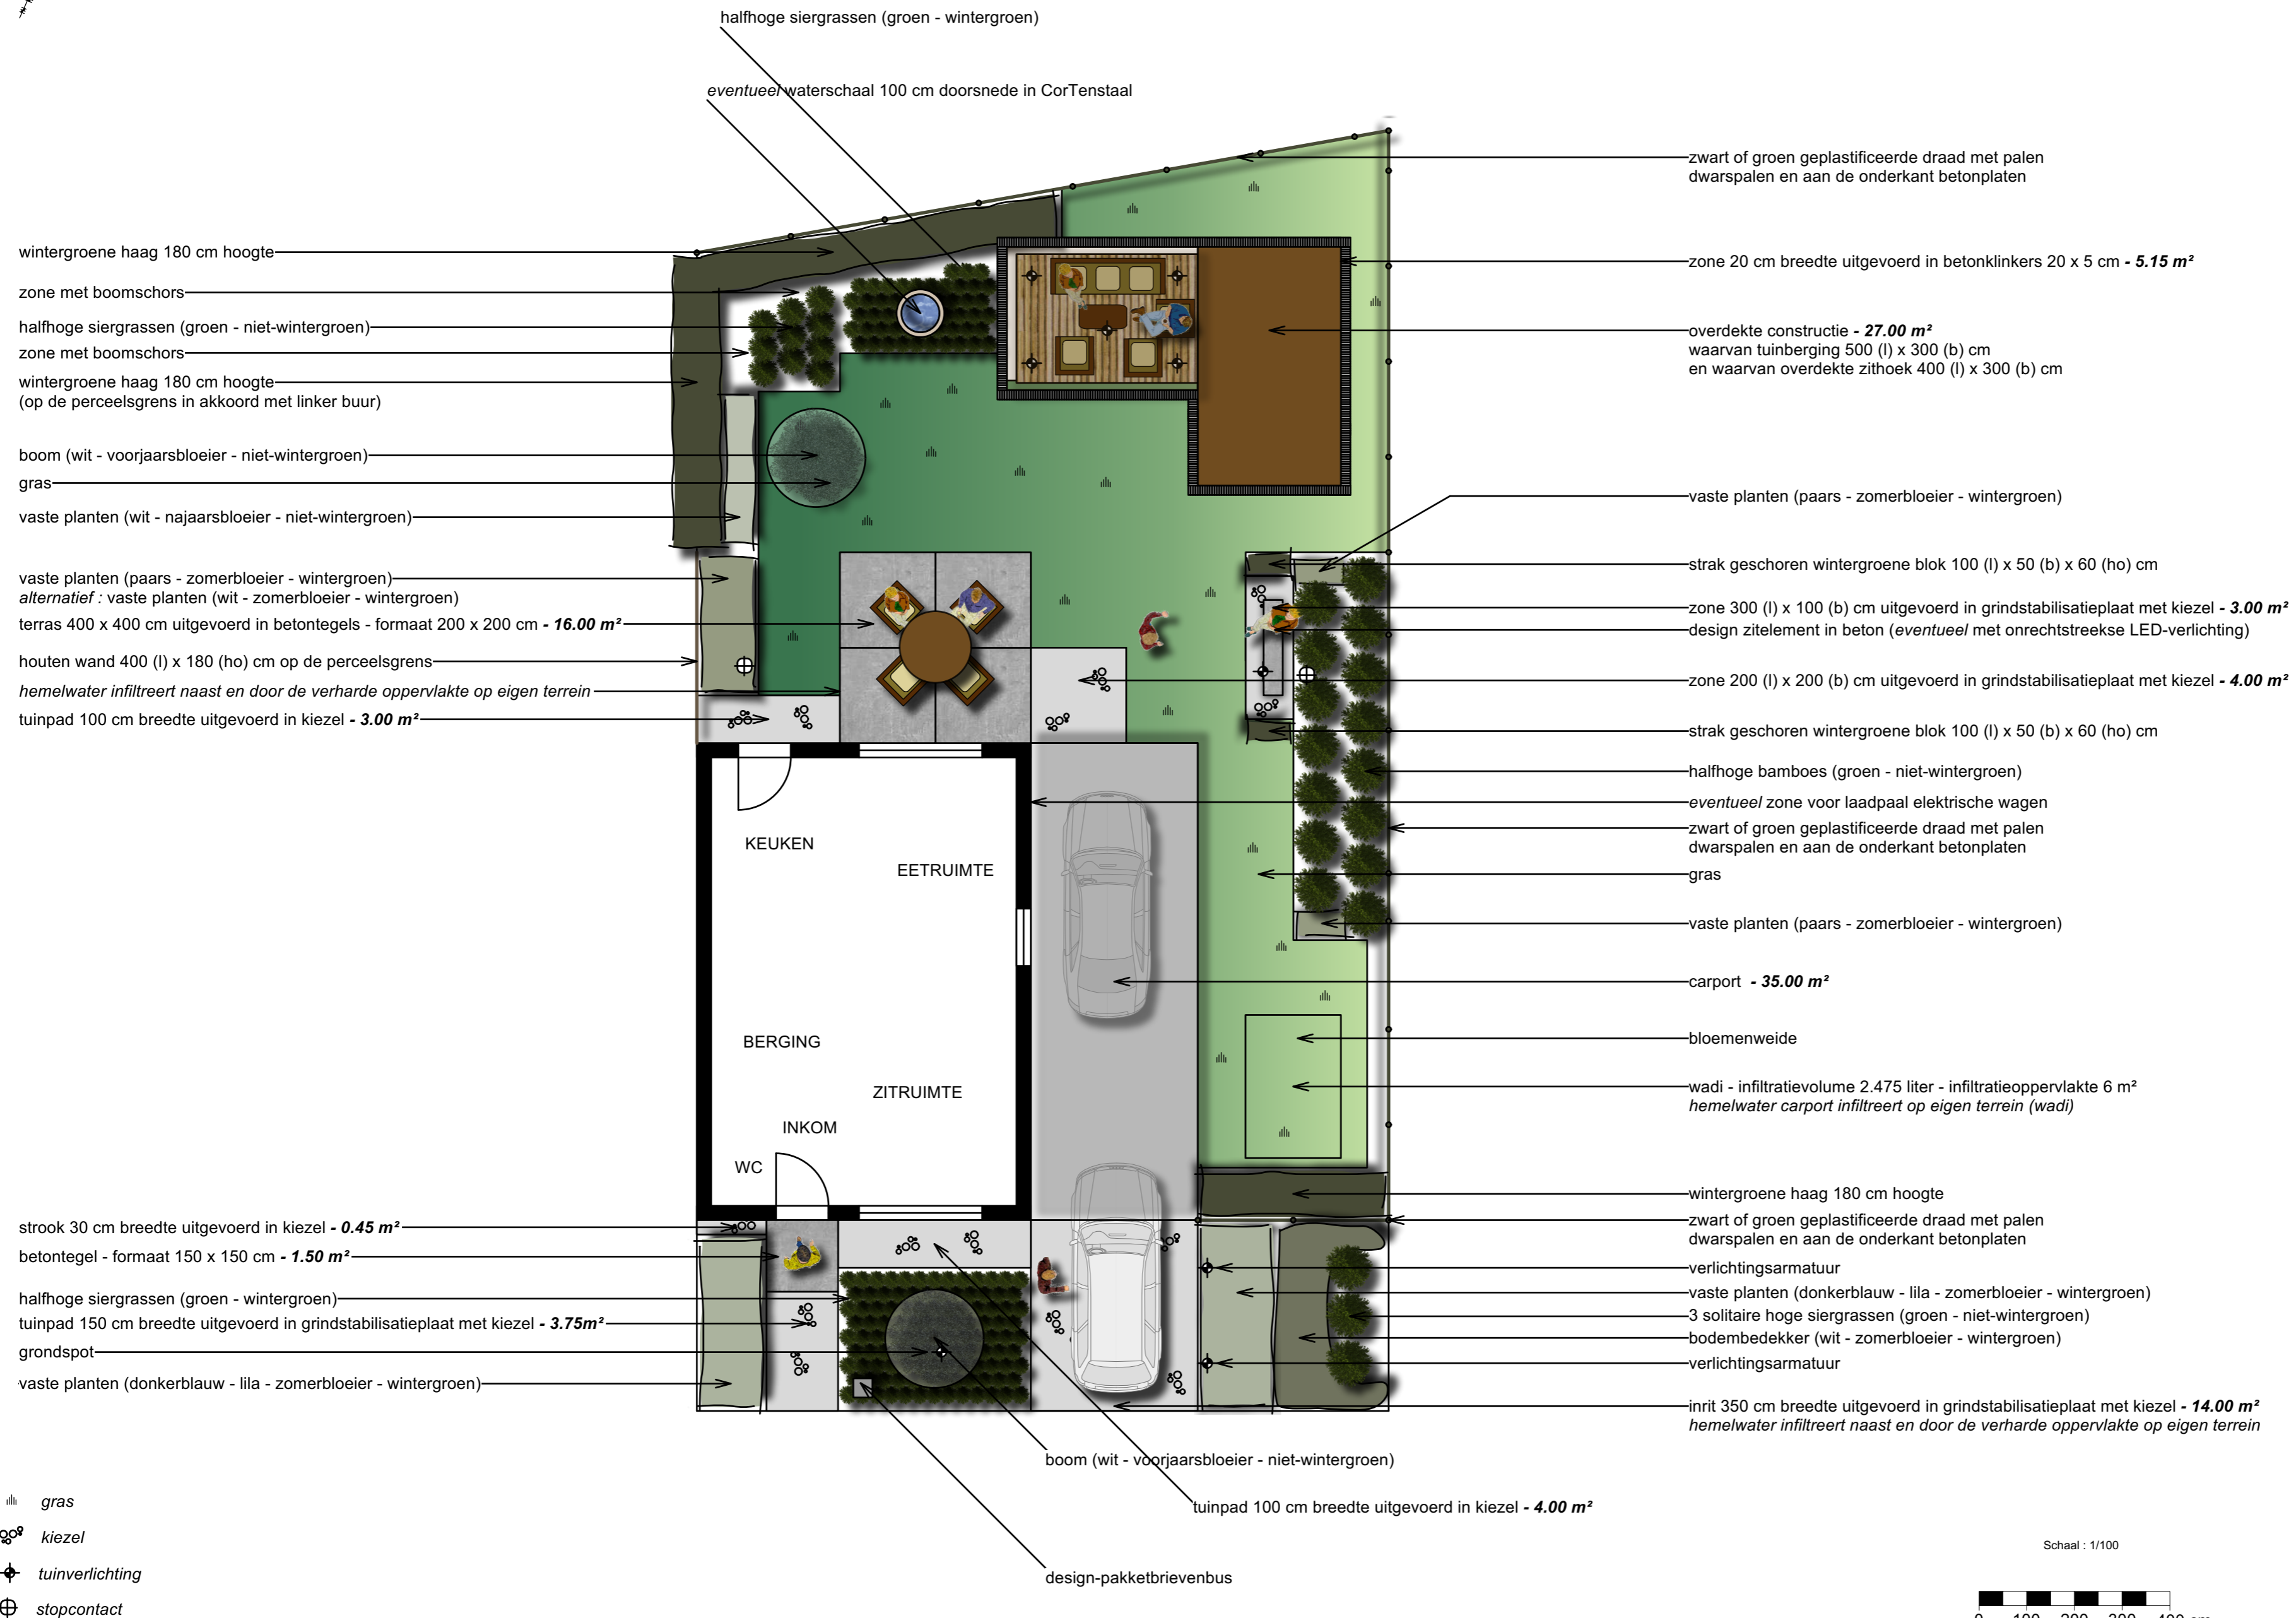 halfhoge siergrassen (groen - wintergroen)
eventueel waterschaal 100 cm doorsnede in CorTenstaal
wintergroene haag 180 cm hoogte
zone met boomschors
halfhoge siergrassen (groen - niet-wintergroen)
zone met boomschors
wintergroene haag 180 cm hoogte
(op de perceelsgrens in akkoord met linker buur)
boom (wit - voorjaarsbloeier - niet-wintergroen)
gras
vaste planten (wit - najaarsbloeier - niet-wintergroen)
vaste planten (paars - zomerbloeier - wintergroen)
alternatief : vaste planten (wit - zomerbloeier - wintergroen)
terras 400 x 400 cm uitgevoerd in betontegels - formaat 200 x 200 cm - 16.00 m²
houten wand 400 (l) x 180 (ho) cm op de perceelsgrens
hemelwater infiltreert naast en door de verharde oppervlakte op eigen terrein
tuinpad 100 cm breedte uitgevoerd in kiezel - 3.00 m²
strook 30 cm breedte uitgevoerd in kiezel - 0.45 m²
betontegel - formaat 150 x 150 cm - 1.50 m²
halfhoge siergrassen (groen - wintergroen)
tuinpad 150 cm breedte uitgevoerd in grindstabilisatieplaat met kiezel - 3.75m²
grondspot
vaste planten (donkerblauw - lila - zomerbloeier - wintergroen)
KEUKEN
EETRUIMTE
BERGING
ZITRUIMTE
INKOM
WC
zwart of groen geplastificeerde draad met palen
dwarspalen en aan de onderkant betonplaten
zone 20 cm breedte uitgevoerd in betonklinkers 20 x 5 cm - 5.15 m²
overdekte constructie - 27.00 m²
waarvan tuinberging 500 (l) x 300 (b) cm
en waarvan overdekte zithoek 400 (l) x 300 (b) cm
vaste planten (paars - zomerbloeier - wintergroen)
strak geschoren wintergroene blok 100 (l) x 50 (b) x 60 (ho) cm
zone 300 (l) x 100 (b) cm uitgevoerd in grindstabilisatieplaat met kiezel - 3.00 m²
design zitelement in beton (eventueel met onrechtstreekse LED-verlichting)
zone 200 (l) x 200 (b) cm uitgevoerd in grindstabilisatieplaat met kiezel - 4.00 m²
strak geschoren wintergroene blok 100 (l) x 50 (b) x 60 (ho) cm
halfhoge bamboes (groen - niet-wintergroen)
eventueel zone voor laadpaal elektrische wagen
zwart of groen geplastificeerde draad met palen
dwarspalen en aan de onderkant betonplaten
gras
vaste planten (paars - zomerbloeier - wintergroen)
carport - 35.00 m²
bloemenweide
wadi - infiltratievolume 2.475 liter - infiltratieoppervlakte 6 m²
hemelwater carport infiltreert op eigen terrein (wadi)
wintergroene haag 180 cm hoogte
zwart of groen geplastificeerde draad met palen
dwarspalen en aan de onderkant betonplaten
verlichtingsarmatuur
vaste planten (donkerblauw - lila - zomerbloeier - wintergroen)
3 solitaire hoge siergrassen (groen - niet-wintergroen)
bodembedekker (wit - zomerbloeier - wintergroen)
verlichtingsarmatuur
inrit 350 cm breedte uitgevoerd in grindstabilisatieplaat met kiezel - 14.00 m²
hemelwater infiltreert naast en door de verharde oppervlakte op eigen terrein
boom (wit - voorjaarsbloeier - niet-wintergroen)
tuinpad 100 cm breedte uitgevoerd in kiezel - 4.00 m²
design-pakketbrievenbus
gras
kiezel
tuinverlichting
stopcontact
Schaal : 1/100
0 100 200 300 400 cm